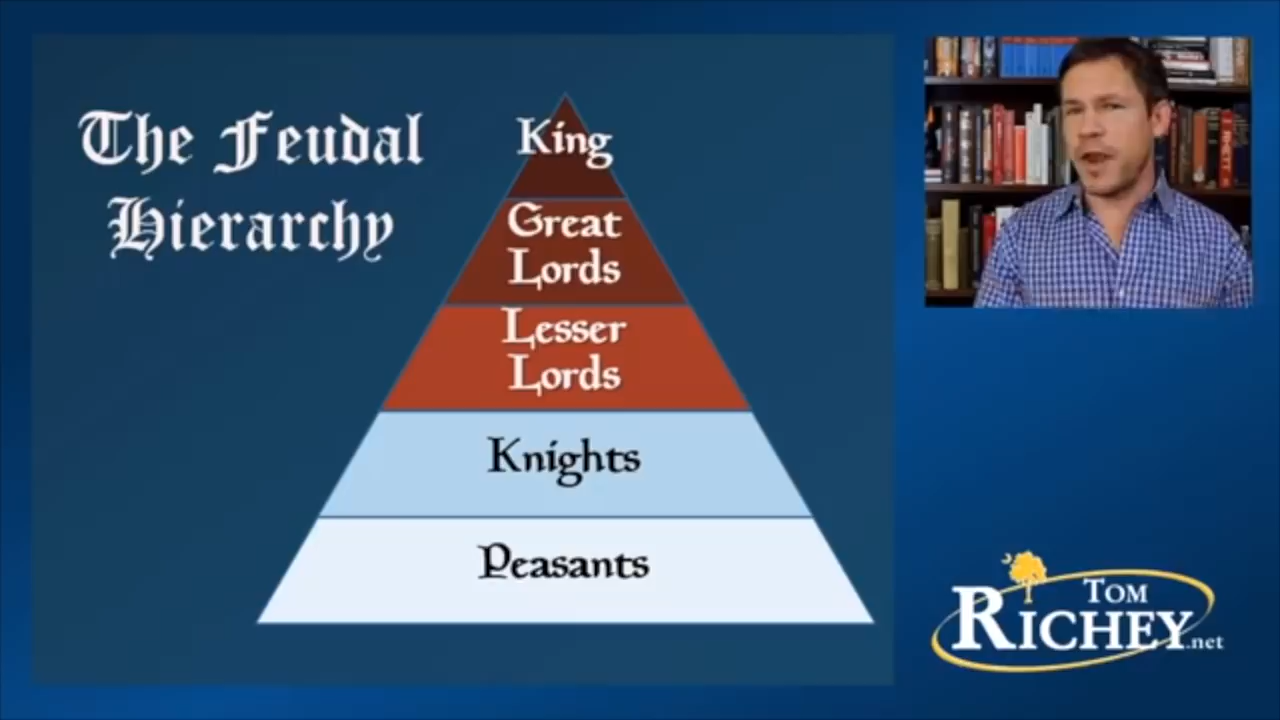 The Feudal
Hierarchy
King
Great
Lords
Lesser
Lords
Knights
Peasants
TOM
RICHEY.net